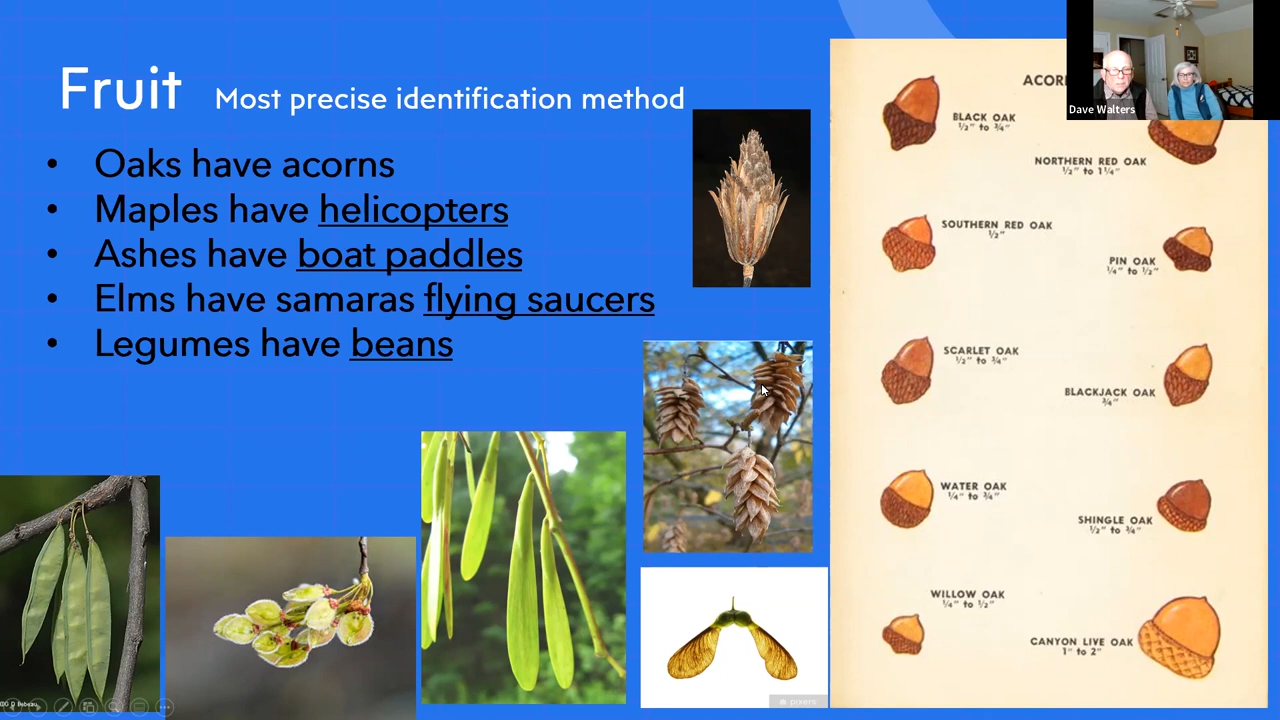 Fruit Most precise identification method
• Oaks have acorns
• Maples have helicopters
• Ashes have boat paddles
• Elms have samaras flying saucers
• Legumes have beans
BLACK OAK
½" to ¾"
NORTHERN RED OAK
½" to 1¼"
SOUTHERN RED OAK
½"
PIN OAK
¼" to ½"
SCARLET OAK
½" to ¾"
BLACKJACK OAK
¾"
WATER OAK
¼" to ¾"
SHINGLE OAK
½" to ¾"
WILLOW OAK
¼" to ½"
CANYON LIVE OAK
1" to 2"
Dave Walters
pixers